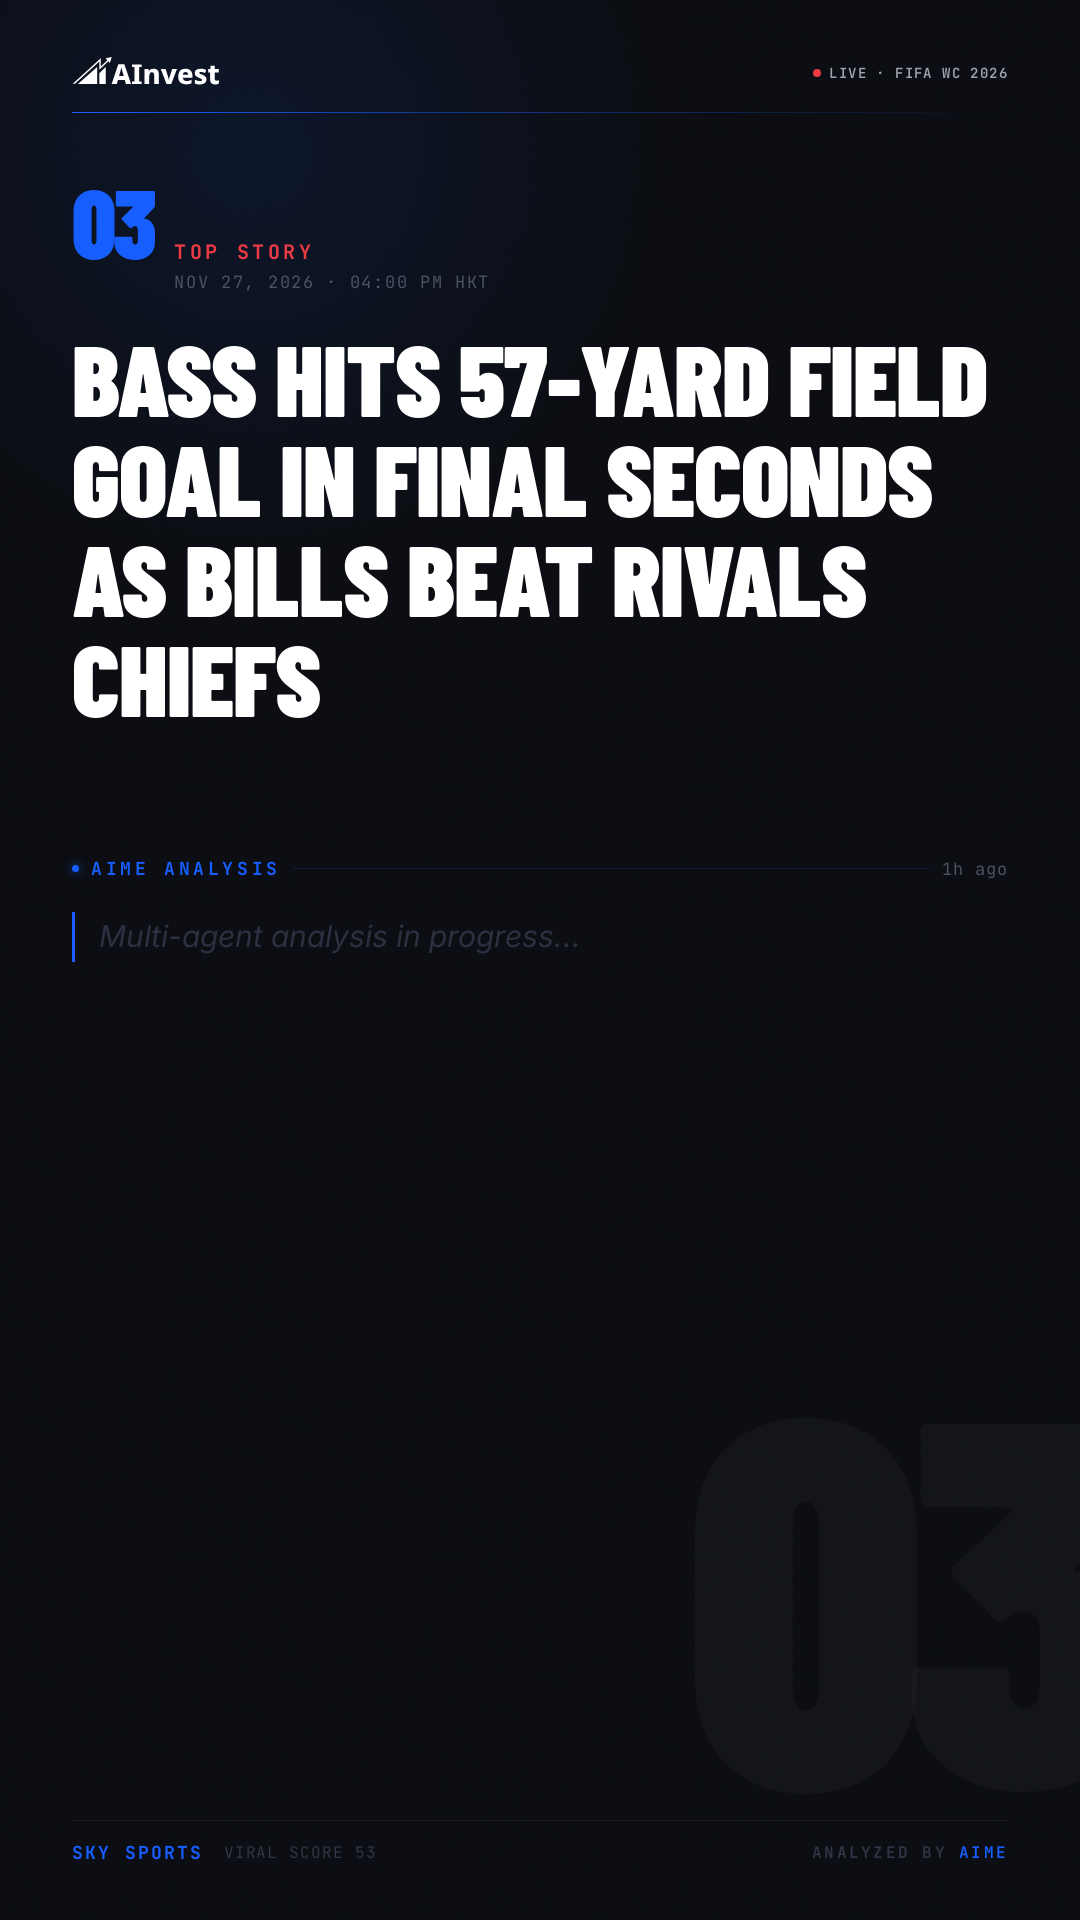 AInvest
LIVE · FIFA WC 2026
03
TOP STORY
NOV 27, 2026 · 04:00 PM HKT
BASS HITS 57-YARD FIELD
GOAL IN FINAL SECONDS
AS BILLS BEAT RIVALS
CHIEFS
AIME ANALYSIS
1h ago
Multi-agent analysis in progress...
03
SKY SPORTS VIRAL SCORE 53
ANALYZED BY AIME